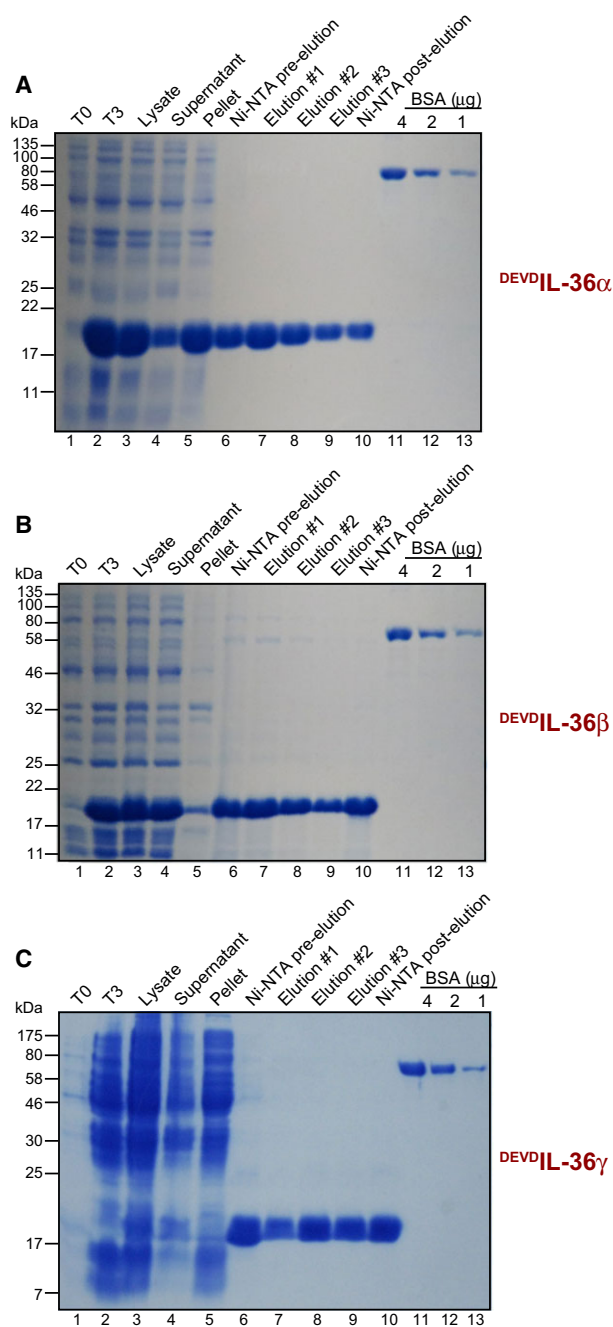 A
T0 T3 Lysate Supernatant Pellet Ni-NTA pre-elution Elution #1 Elution #2 Elution #3 Ni-NTA post-elution BSA (μg)
kDa 4 2 1
135
100
80
58
46
32
25
22
17
11
DEVDIL-36α
1 2 3 4 5 6 7 8 9 10 11 12 13
B
T0 T3 Lysate Supernatant Pellet Ni-NTA pre-elution Elution #1 Elution #2 Elution #3 Ni-NTA post-elution BSA (μg)
kDa 4 2 1
135
100
80
58
46
32
25
22
17
11
DEVDIL-36β
1 2 3 4 5 6 7 8 9 10 11 12 13
C
T0 T3 Lysate Supernatant Pellet Ni-NTA pre-elution Elution #1 Elution #2 Elution #3 Ni-NTA post-elution BSA (μg)
kDa 4 2 1
175
80
58
46
30
25
17
7
DEVDIL-36γ
1 2 3 4 5 6 7 8 9 10 11 12 13